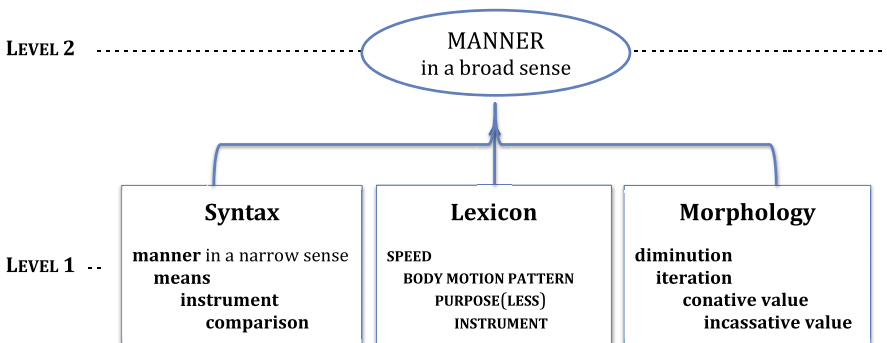 LEVEL 2
MANNER
in a broad sense
LEVEL 1
Syntax
manner in a narrow sense
means
instrument
comparison
Lexicon
SPEED
BODY MOTION PATTERN
PURPOSE(LESS)
INSTRUMENT
Morphology
diminution
iteration
conative value
incassative value